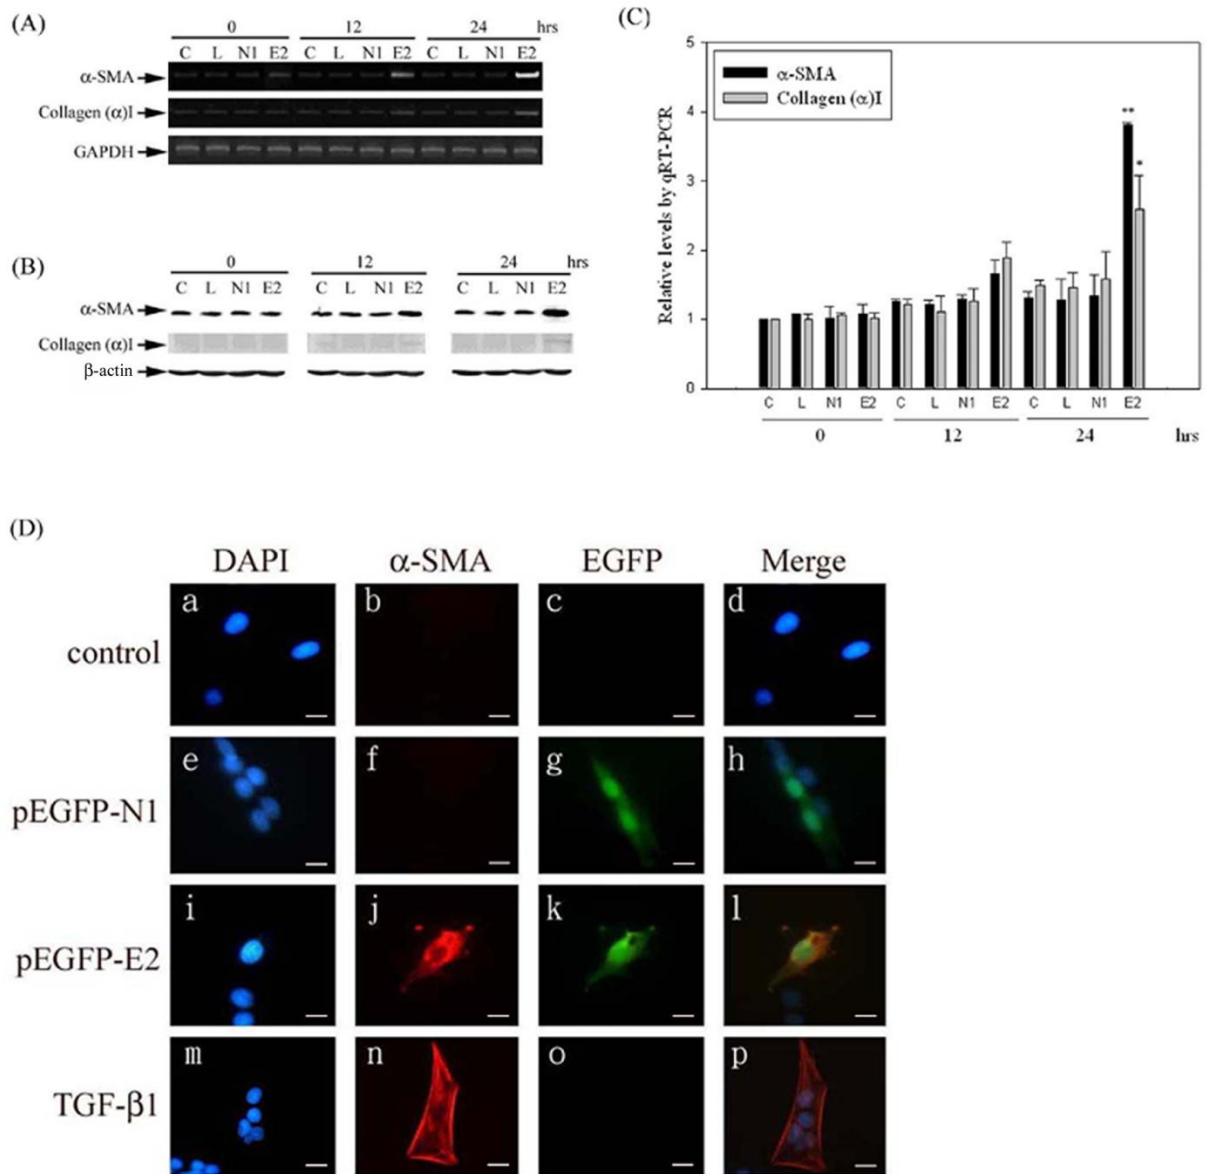 (A)
0 12 24 hrs
C L N1 E2 C L N1 E2 C L N1 E2
α-SMA
Collagen (α)I
GAPDH
(B)
0 12 24 hrs
C L N1 E2 C L N1 E2 C L N1 E2
α-SMA
Collagen (α)I
β-actin
(C)
Relative levels by qRT-PCR
5
4
3
2
1
0
α-SMA
Collagen (α)I
**
*
C L N1 E2 C L N1 E2 C L N1 E2
0 12 24 hrs
(D)
DAPI α-SMA EGFP Merge
control
a b c d
pEGFP-N1
e f g h
pEGFP-E2
i j k l
TGF-β1
m n o p